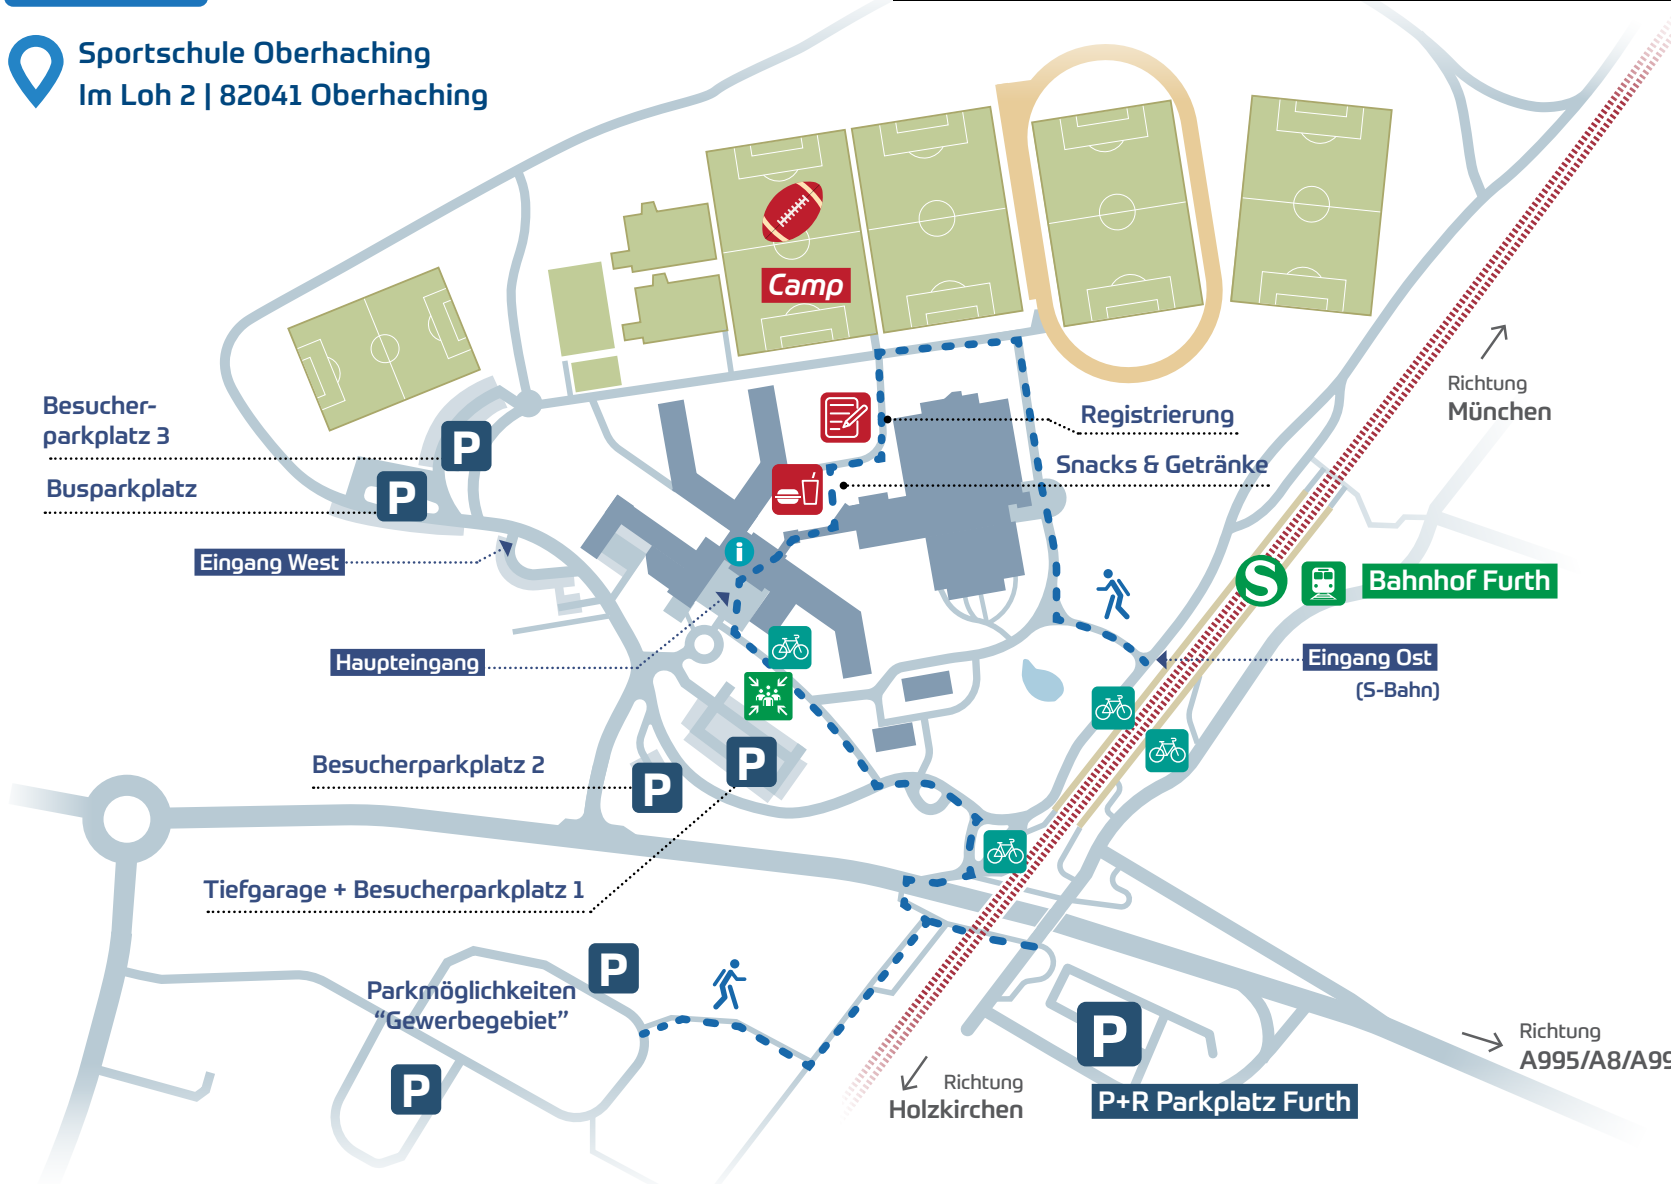 Sportschule Oberhaching
Im Loh 2 | 82041 Oberhaching
Camp
Richtung
München
Besucher-
parkplatz 3
P
Registrierung
Busparkplatz
P
Snacks & Getränke
Eingang West
i
S
Bahnhof Furth
Haupteingang
Eingang Ost
(S-Bahn)
Besucherparkplatz 2
P
P
Tiefgarage + Besucherparkplatz 1
Parkmöglichkeiten
“Gewerbegebiet”
P
P
P
Richtung
A995/A8/A99
Richtung
Holzkirchen
P+R Parkplatz Furth